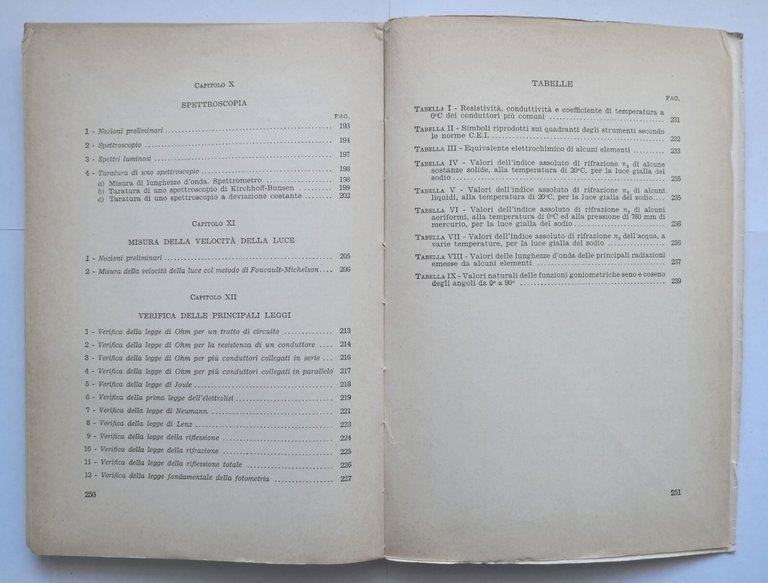 CAPITOLO X
SPETTROSCOPIA
PAG.
1 - Nozioni preliminari 193
2 - Spettroscopio 194
3 - Spettri luminosi 197
4 - Taratura di uno spettroscopio 198
a) Misura di lunghezze d'onda. Spettrometro 198
b) Taratura di uno spettroscopio di Kirchhoff-Bunsen 199
c) Taratura di uno spettroscopio a deviazione costante 202
CAPITOLO XI
MISURA DELLA VELOCITÀ DELLA LUCE
1 - Nozioni preliminari 205
2 - Misura della velocità della luce col metodo di Foucault-Michelson 206
CAPITOLO XII
VERIFICA DELLE PRINCIPALI LEGGI
1 - Verifica della legge di Ohm per un tratto di circuito 213
2 - Verifica della legge di Ohm per la resistenza di un conduttore 214
3 - Verifica della legge di Ohm per più conduttori collegati in serie 216
4 - Verifica della legge di Ohm per più conduttori collegati in parallelo 217
5 - Verifica della legge di Joule 218
6 - Verifica della prima legge dell'elettrolisi 219
7 - Verifica della legge di Neumann 221
8 - Verifica della legge di Lenz 223
9 - Verifica della legge della riflessione 224
10 - Verifica della legge della rifrazione 225
11 - Verifica della legge della riflessione totale 226
12 - Verifica della legge fondamentale della fotometria 227
250
TABELLE
PAG.
TABELLA I - Resistività, conduttività e coefficiente di temperatura a
0°C dei conduttori più comuni 231
TABELLA II - Simboli riprodotti sui quadranti degli strumenti secondo
le norme C.E.I. 232
TABELLA III - Equivalente elettrochimico di alcuni elementi 233
TABELLA IV - Valori dell'indice assoluto di rifrazione n₁ di alcune
sostanze solide, alla temperatura di 20°C, per la luce gialla del
sodio 235
TABELLA V - Valori dell'indice assoluto di rifrazione n₁ di alcuni
liquidi, alla temperatura di 20°C, per la luce gialla del sodio 235
TABELLA VI - Valori dell'indice assoluto di rifrazione n₁ di alcuni
aeriformi, alla temperatura di 0°C ed alla pressione di 760 mm di
mercurio, per la luce gialla del sodio 236
TABELLA VII - Valori dell'indice assoluto di rifrazione n₁ dell'acqua, a
varie temperature, per la luce gialla del sodio 236
TABELLA VIII - Valori delle lunghezze d'onda delle principali radiazioni
emesse da alcuni elementi 237
TABELLA IX - Valori naturali delle funzioni goniometriche seno e coseno
degli angoli da 0° a 90° 239
251